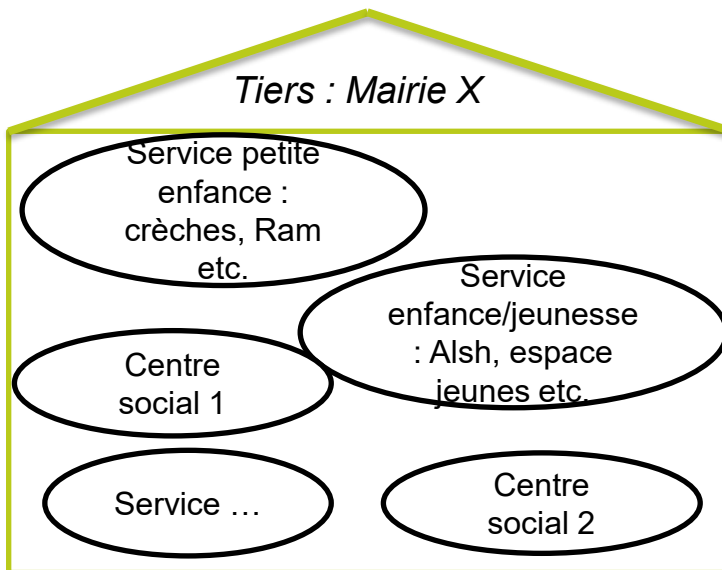 Tiers : Mairie X
Service petite
enfance :
crèches, Ram
etc.
Service
enfance/jeunesse
: Alsh, espace
jeunes etc.
Centre
social 1
Service …
Centre
social 2